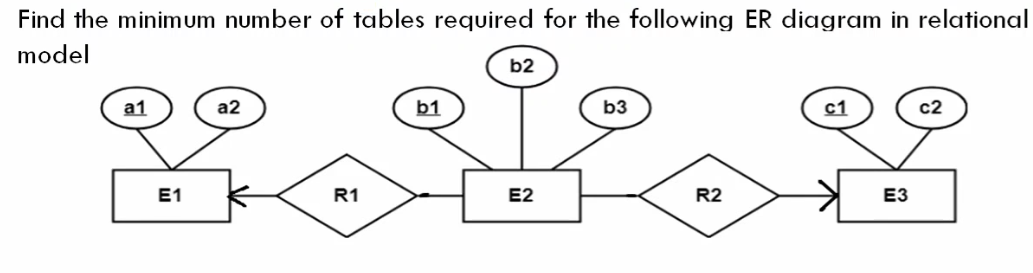 Find the minimum number of tables required for the following ER diagram in relational
model
b2
a1 a2 b1 b3 c1 c2
E1 R1 E2 R2 E3